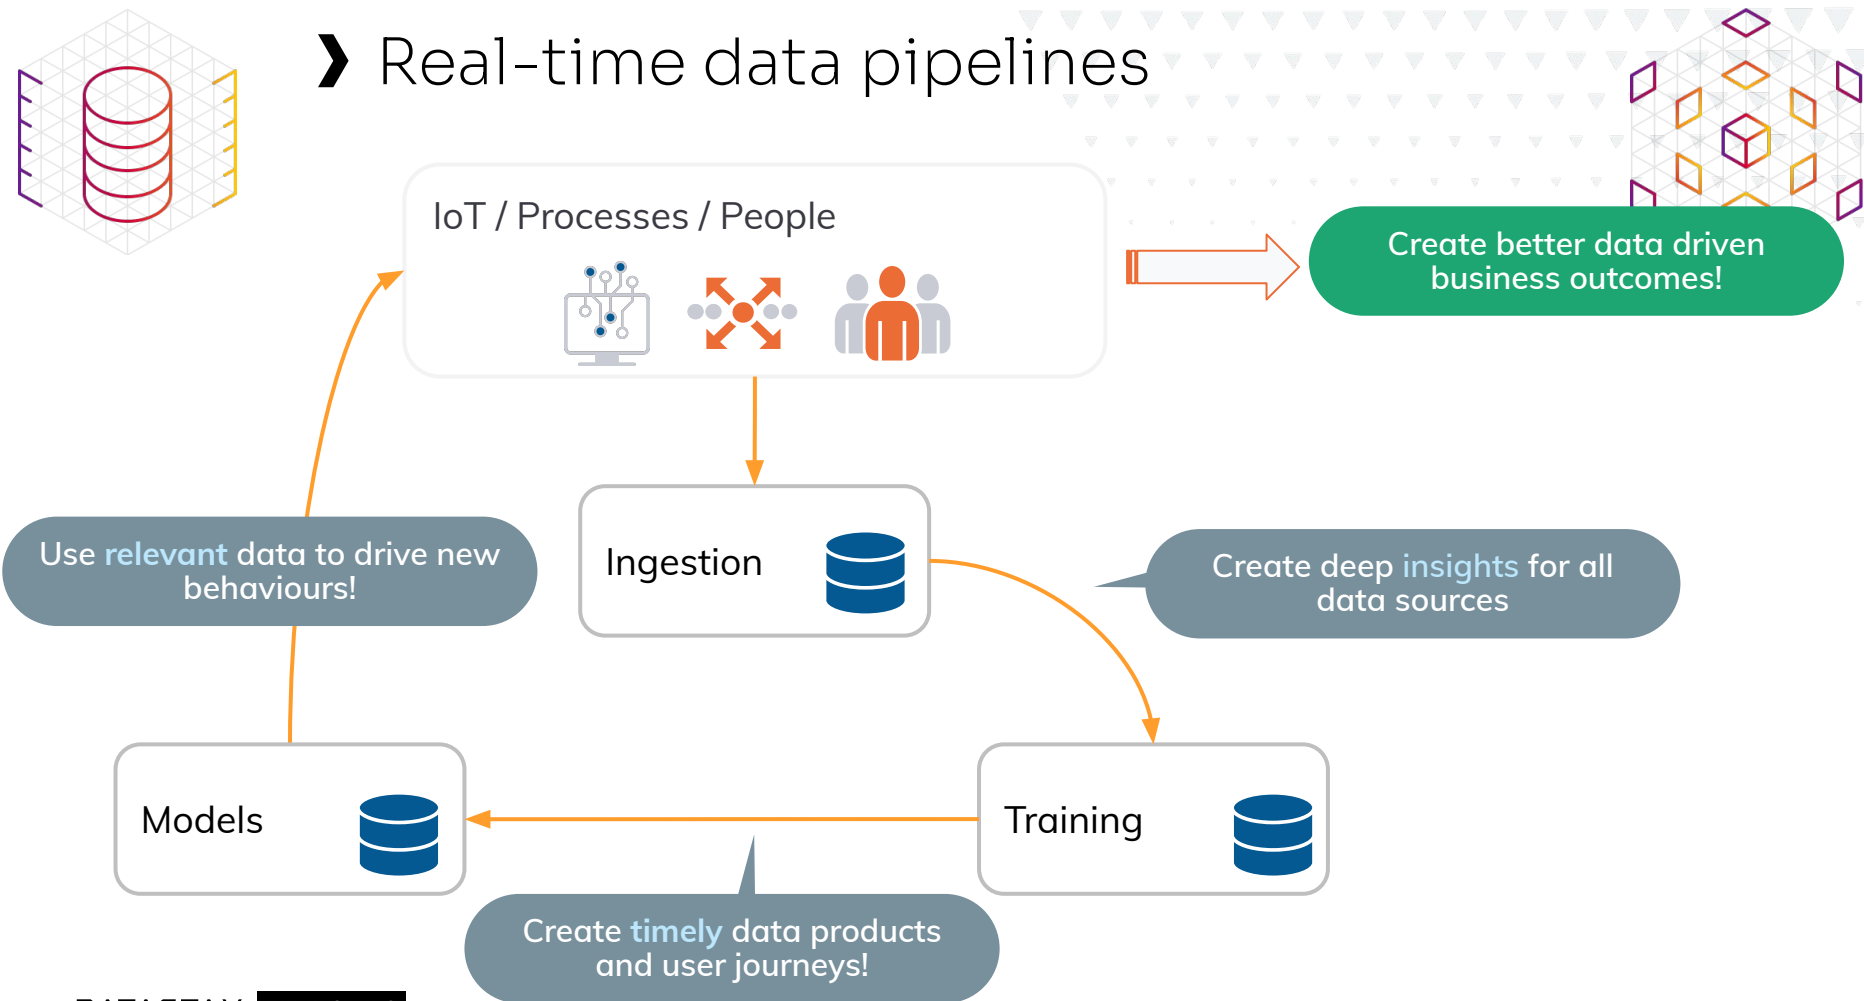 Real-time data pipelines
IoT / Processes / People
Create better data driven
business outcomes!
Ingestion
Use relevant data to drive new
behaviours!
Create deep insights for all
data sources
Models
Training
Create timely data products
and user journeys!